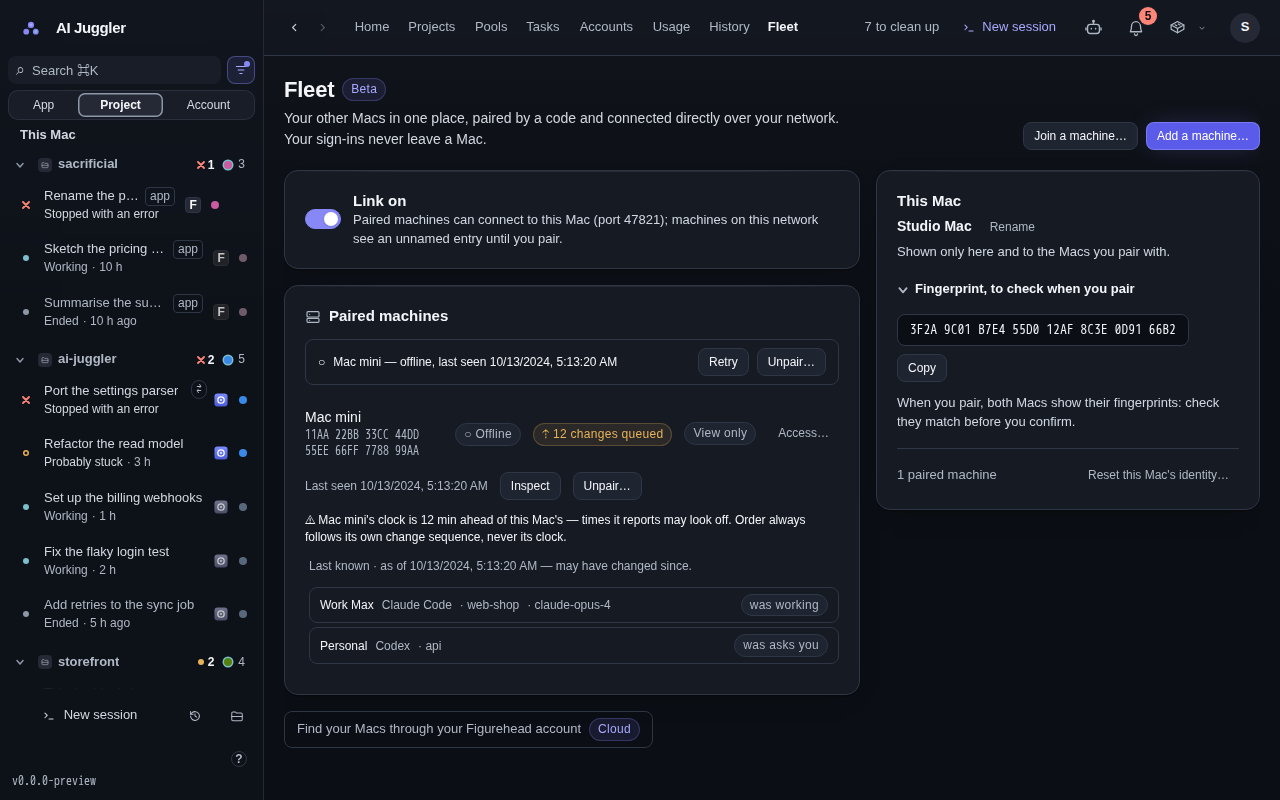 AI Juggler
Search ⌘K
App
Project
Account
This Mac
sacrificial
1
3
Rename the p…
app
F
Stopped with an error
Sketch the pricing …
app
F
Working · 10 h
Summarise the su…
app
F
Ended · 10 h ago
ai-juggler
2
5
Port the settings parser
Stopped with an error
Refactor the read model
Probably stuck · 3 h
Set up the billing webhooks
Working · 1 h
Fix the flaky login test
Working · 2 h
Add retries to the sync job
Ended · 5 h ago
storefront
2
4
New session
?
v0.0.0-preview
Home
Projects
Pools
Tasks
Accounts
Usage
History
Fleet
7 to clean up
New session
5
S
Fleet
Beta
Your other Macs in one place, paired by a code and connected directly over your network.
Your sign-ins never leave a Mac.
Join a machine…
Add a machine…
Link on
Paired machines can connect to this Mac (port 47821); machines on this network
see an unnamed entry until you pair.
Paired machines
○ Mac mini — offline, last seen 10/13/2024, 5:13:20 AM
Retry
Unpair…
Mac mini
11AA 22BB 33CC 44DD
55EE 66FF 7788 99AA
○ Offline
⇡ 12 changes queued
View only
Access…
Last seen 10/13/2024, 5:13:20 AM
Inspect
Unpair…
⚠ Mac mini's clock is 12 min ahead of this Mac's — times it reports may look off. Order always
follows its own change sequence, never its clock.
Last known · as of 10/13/2024, 5:13:20 AM — may have changed since.
Work Max Claude Code · web-shop · claude-opus-4
was working
Personal Codex · api
was asks you
Find your Macs through your Figurehead account
Cloud
This Mac
Studio Mac
Rename
Shown only here and to the Macs you pair with.
Fingerprint, to check when you pair
3F2A 9C01 B7E4 55D0 12AF 8C3E 0D91 66B2
Copy
When you pair, both Macs show their fingerprints: check
they match before you confirm.
1 paired machine
Reset this Mac's identity…